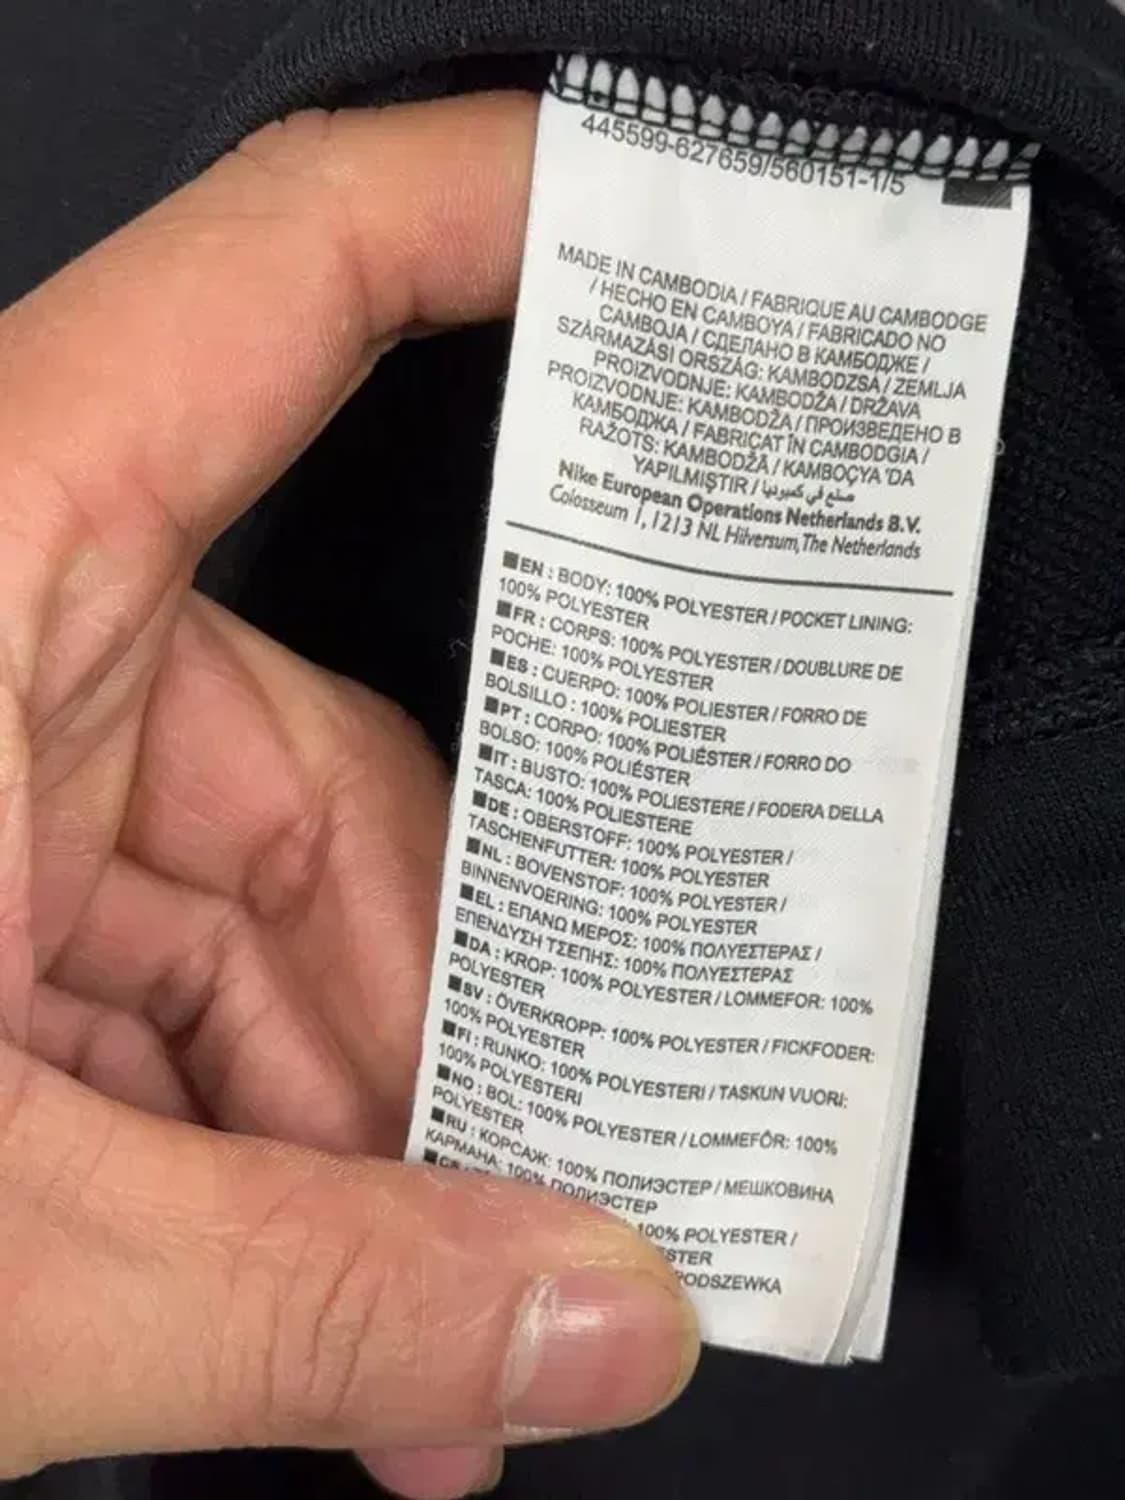 445599-627659/560151-1/5
MADE IN CAMBODIA / FABRIQUE AU CAMBODGE
/ HECHO EN CAMBOYA / FABRICADO NO
CAMBOJA / СДЕЛАНО В КАМБОДЖЕ /
SZÁRMAZÁSI ORSZÁG: KAMBODZSA / ZEMLJA
PROIZVODNJE: KAMBODŽA / DRŽAVA
PROIZVODNJE: KAMBODŽA / ПРОИЗВЕДЕНО В
КАМБОДЖА / FABRICAT ÎN CAMBODGIA /
RAŽOTS: KAMBODŽĀ / KAMBOÇYA 'DA
YAPILMIŞTIR / صنع في كمبوديا
Nike European Operations Netherlands B.V.
Colosseum 1, 1213 NL Hilversum, The Netherlands
EN : BODY: 100% POLYESTER / POCKET LINING:
100% POLYESTER
FR : CORPS: 100% POLYESTER / DOUBLURE DE
POCHE: 100% POLYESTER
ES : CUERPO: 100% POLIESTER / FORRO DE
BOLSILLO : 100% POLIESTER
PT : CORPO: 100% POLIÉSTER / FORRO DO
BOLSO: 100% POLIÉSTER
IT : BUSTO: 100% POLIESTERE / FODERA DELLA
TASCA: 100% POLIESTERE
DE : OBERSTOFF: 100% POLYESTER /
TASCHENFUTTER: 100% POLYESTER
NL : BOVENSTOF: 100% POLYESTER /
BINNENVOERING: 100% POLYESTER
EL : ΕΠΑΝΩ ΜΕΡΟΣ: 100% ΠΟΛΥΕΣΤΕΡΑΣ /
ΕΠΕΝΔΥΣΗ ΤΣΕΠΗΣ: 100% ΠΟΛΥΕΣΤΕΡΑΣ
DA : KROP: 100% POLYESTER / LOMMEFOR: 100%
POLYESTER
SV : ÖVERKROPP: 100% POLYESTER / FICKFODER:
100% POLYESTER
FI : RUNKO: 100% POLYESTERI / TASKUN VUORI:
100% POLYESTERI
NO : BOL: 100% POLYESTER / LOMMEFÔR: 100%
POLYESTER
RU : КОРСАЖ: 100% ПОЛИЭСТЕР / МЕШКОВИНА
КАРМАНА: 100% ПОЛИЭСТЕР
100% POLYESTER /
PODSZEWKA